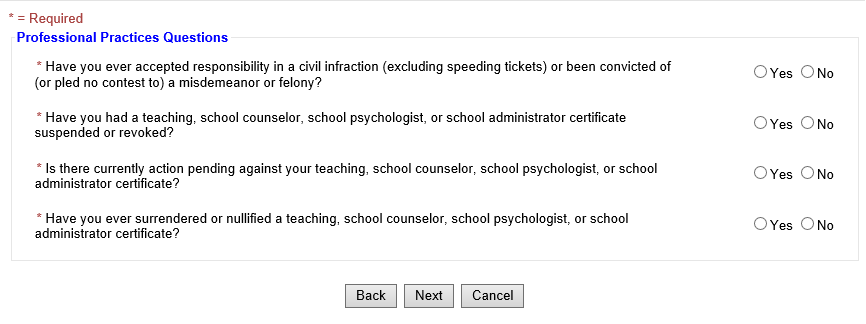 * = Required
Professional Practices Questions
* Have you ever accepted responsibility in a civil infraction (excluding speeding tickets) or been convicted of
(or pled no contest to) a misdemeanor or felony?
Yes No
* Have you had a teaching, school counselor, school psychologist, or school administrator certificate
suspended or revoked?
Yes No
* Is there currently action pending against your teaching, school counselor, school psychologist, or school
administrator certificate?
Yes No
* Have you ever surrendered or nullified a teaching, school counselor, school psychologist, or school
administrator certificate?
Yes No
Back Next Cancel